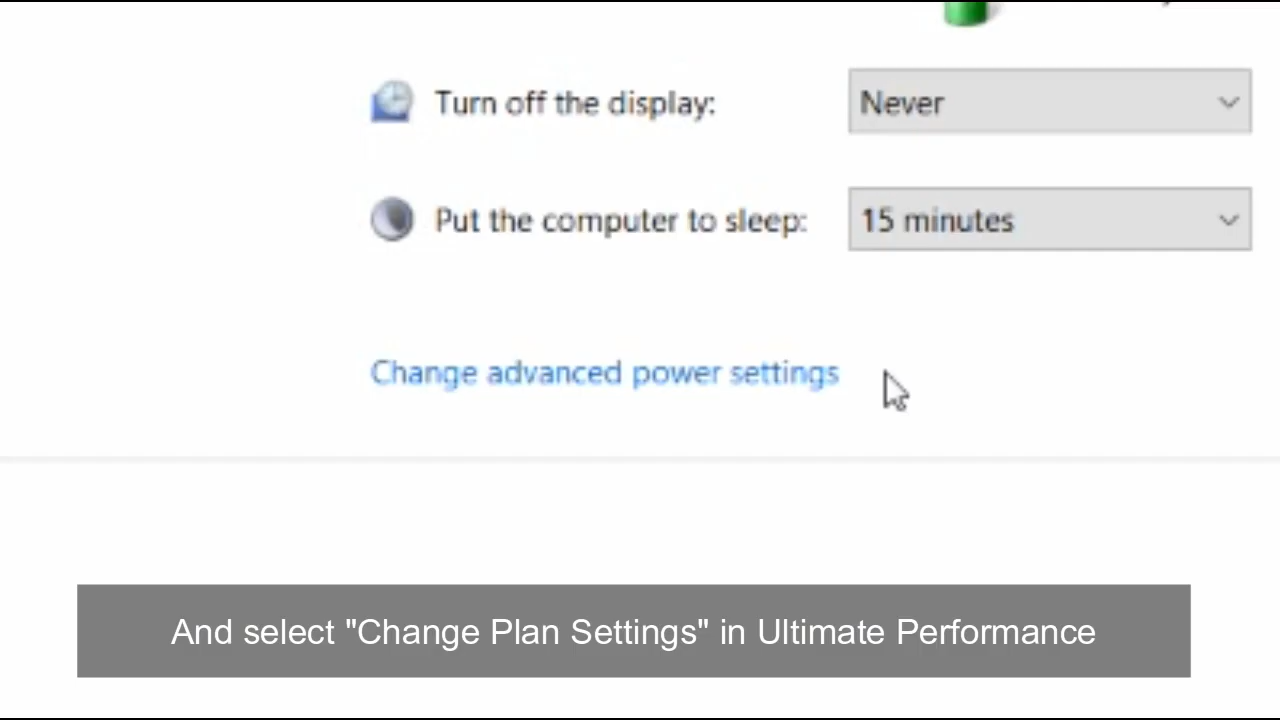 Turn off the display:
Never
Put the computer to sleep:
15 minutes
Change advanced power settings
And select "Change Plan Settings" in Ultimate Performance